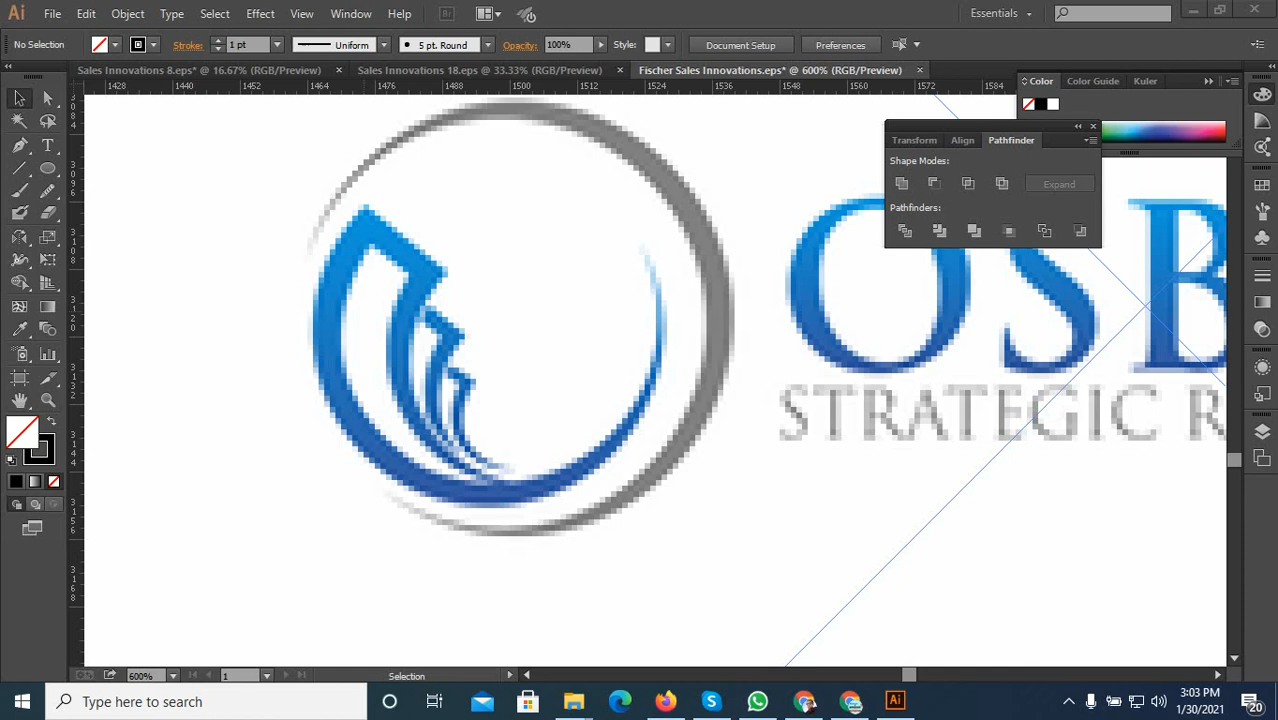 Ai File Edit Object Type Select Effect View Window Help Br Essentials
No Selection Stroke: 1 pt Uniform 5 pt. Round Opacity: 100% Style: Document Setup Preferences
Sales Innovations 8.eps* @ 16.67% (RGB/Preview) Sales Innovations 18.eps @ 33.33% (RGB/Preview) Fischer Sales Innovations.eps* @ 600% (RGB/Preview)
Color Color Guide Kuler
1428 1440 1452 1464 1476 1488 1500 1512 1524 1536 1548 1560 1572 1584
Transform Align Pathfinder
Shape Modes:
Expand
Pathfinders:
OSB
STRATEGIC R
600% 1 Selection
Type here to search
3:03 PM
1/30/2021
20